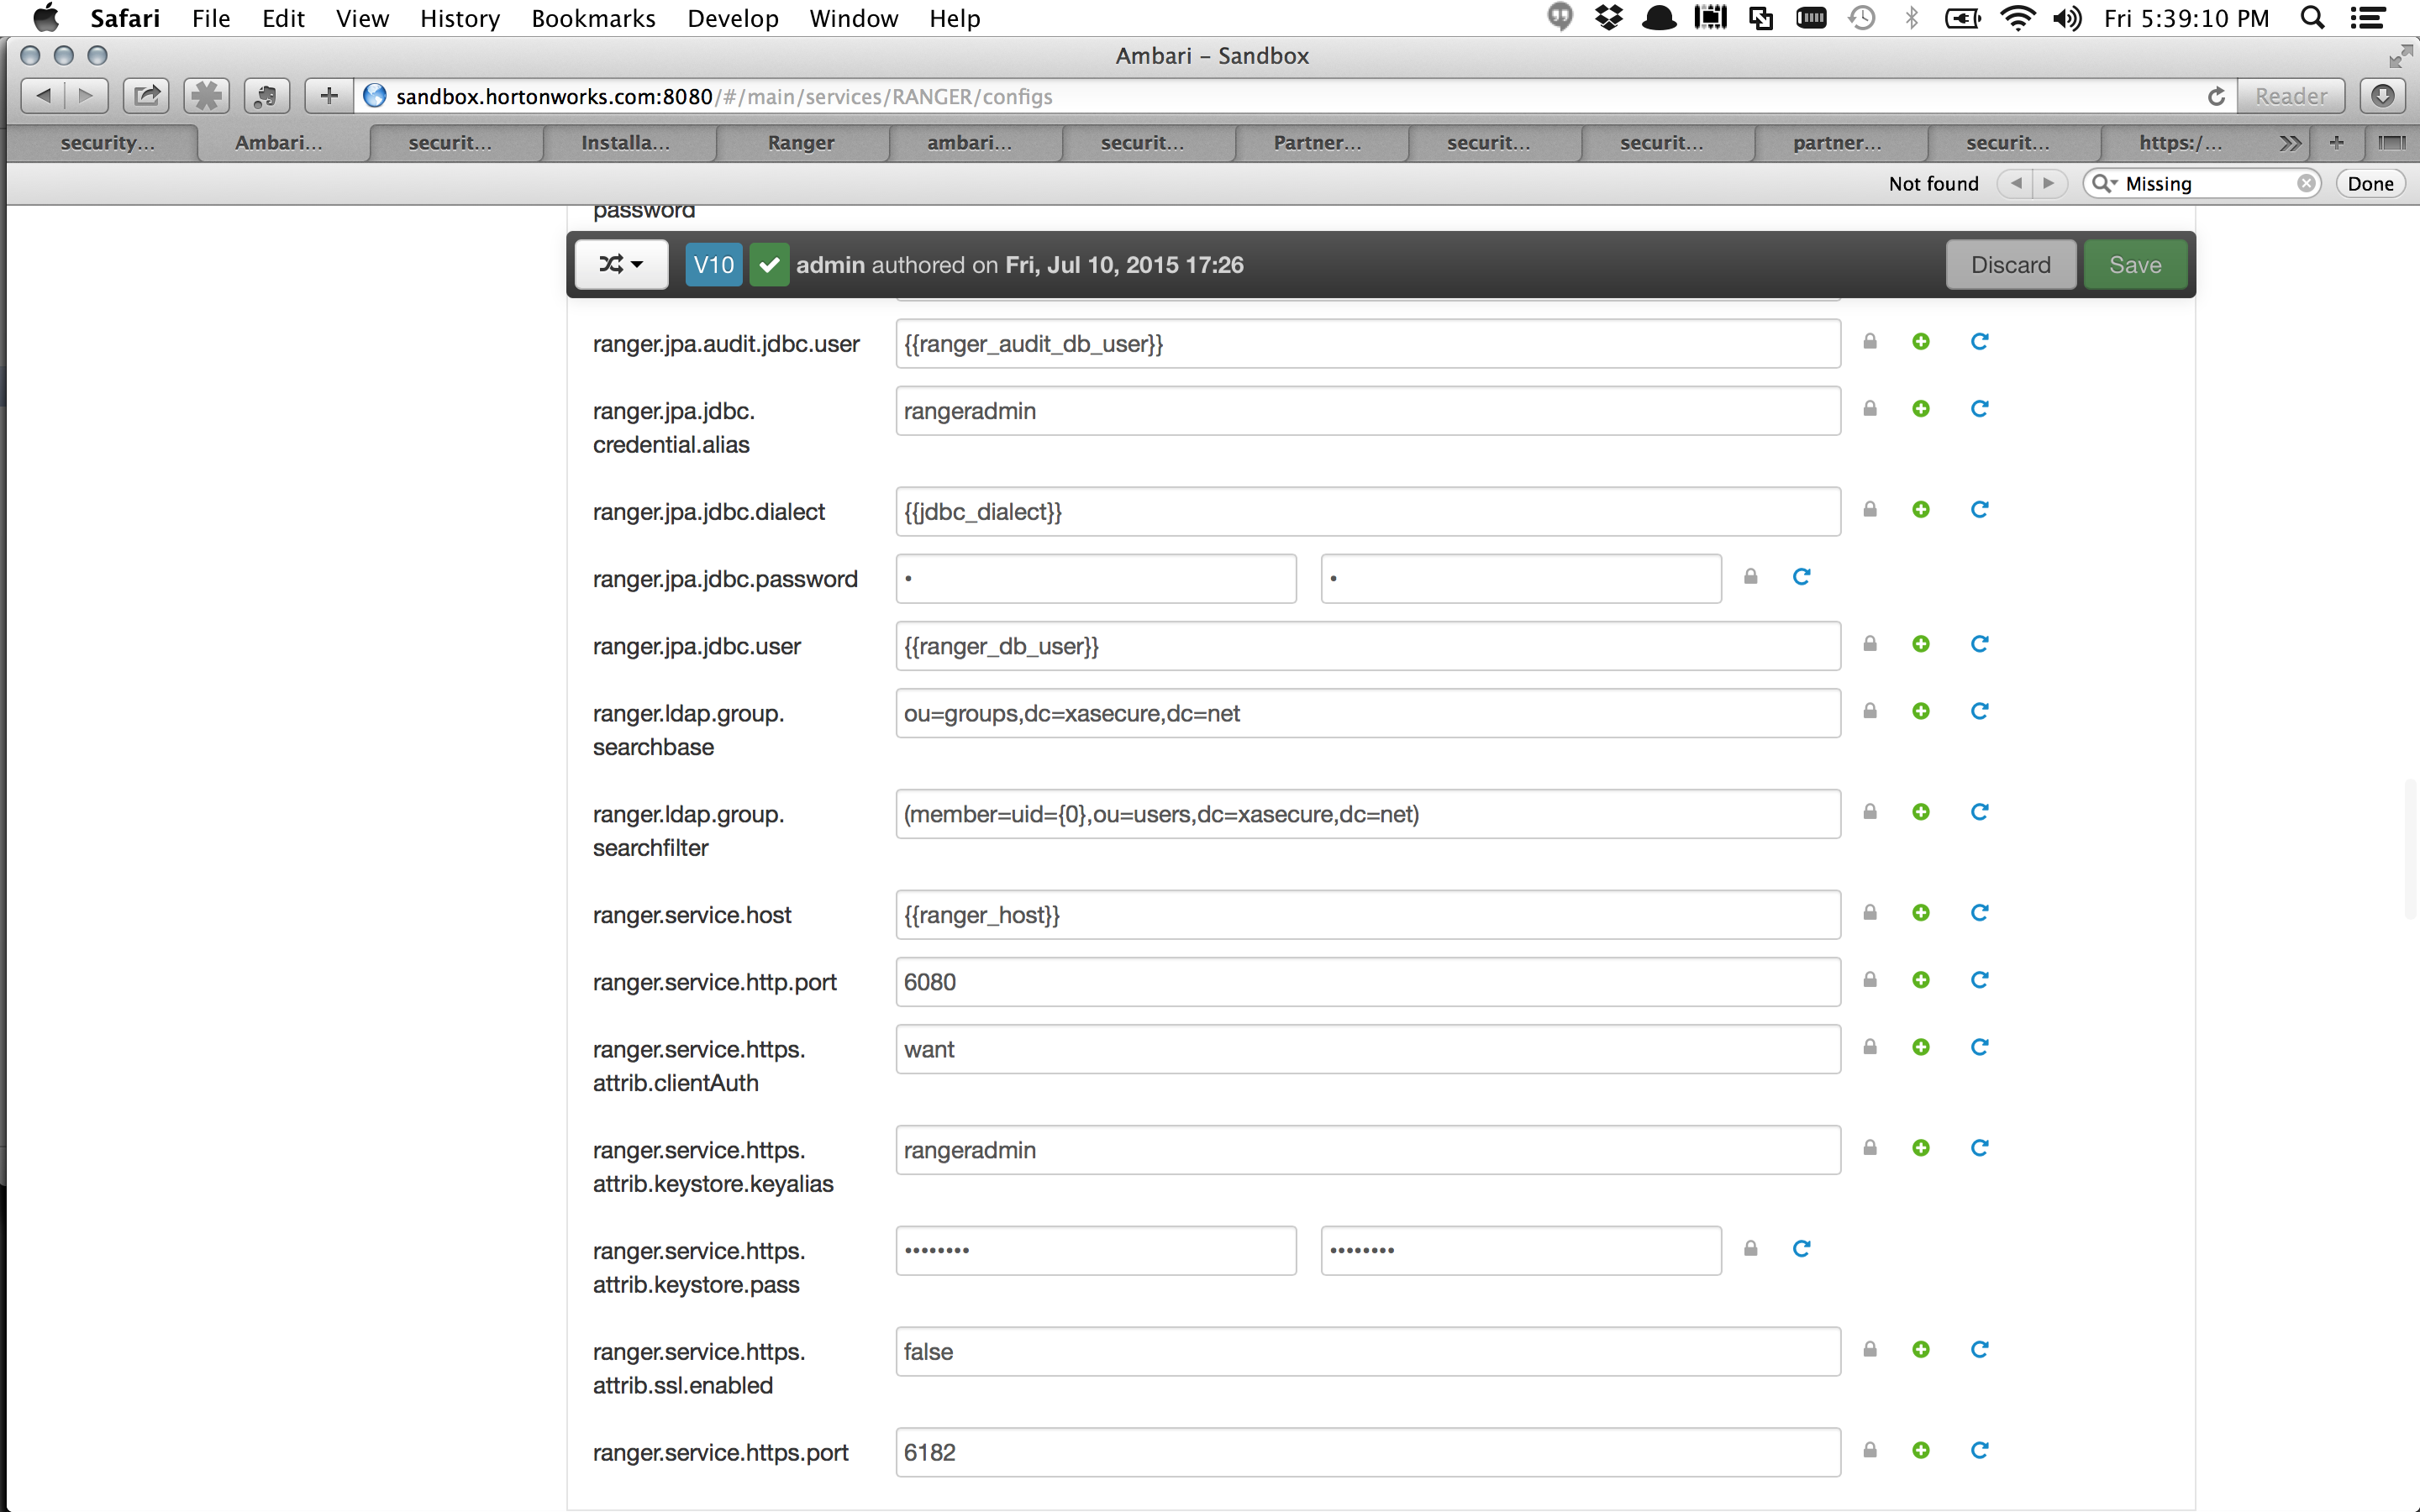 Safari File Edit View History Bookmarks Develop Window Help Fri 5:39:10 PM
Ambari – Sandbox
sandbox.hortonworks.com:8080/#/main/services/RANGER/configs Reader
security... Ambari... securit... Installa... Ranger ambari... securit... Partner... securit... securit... partner... securit... https:/...
Not found Missing Done
password
V10 admin authored on Fri, Jul 10, 2015 17:26 Discard Save
ranger.jpa.audit.jdbc.user {{ranger_audit_db_user}}
ranger.jpa.jdbc. rangeradmin
credential.alias
ranger.jpa.jdbc.dialect {{jdbc_dialect}}
ranger.jpa.jdbc.password • •
ranger.jpa.jdbc.user {{ranger_db_user}}
ranger.ldap.group. ou=groups,dc=xasecure,dc=net
searchbase
ranger.ldap.group. (member=uid={0},ou=users,dc=xasecure,dc=net)
searchfilter
ranger.service.host {{ranger_host}}
ranger.service.http.port 6080
ranger.service.https. want
attrib.clientAuth
ranger.service.https. rangeradmin
attrib.keystore.keyalias
ranger.service.https. •••••••• ••••••••
attrib.keystore.pass
ranger.service.https. false
attrib.ssl.enabled
ranger.service.https.port 6182